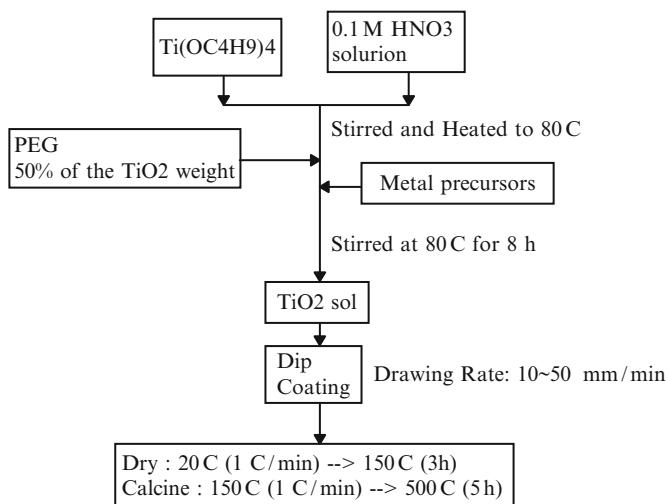 Ti(OC4H9)4
0.1 M HNO3
solurion
Stirred and Heated to 80 C
PEG
50% of the TiO2 weight
Metal precursors
Stirred at 80 C for 8 h
TiO2 sol
Dip
Coating
Drawing Rate: 10~50 mm/min
Dry : 20 C (1 C/min) --> 150 C (3h)
Calcine : 150 C (1 C/min) --> 500 C (5 h)